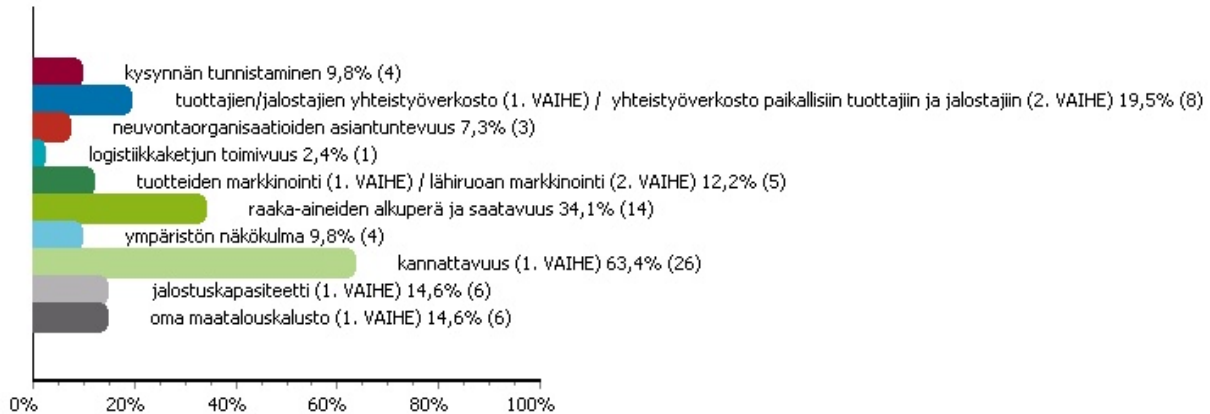 kysynnän tunnistaminen 9,8% (4)
tuottajien/jalostajien yhteistyöverkosto (1. VAIHE) / yhteistyöverkosto paikallisiin tuottajiin ja jalostajiin (2. VAIHE) 19,5% (8)
neuvontaorganisaatioiden asiantuntevuus 7,3% (3)
logistiikkaketjun toimivuus 2,4% (1)
tuotteiden markkinointi (1. VAIHE) / lähiruoan markkinointi (2. VAIHE) 12,2% (5)
raaka-aineiden alkuperä ja saatavuus 34,1% (14)
ympäristön näkökulma 9,8% (4)
kannattavuus (1. VAIHE) 63,4% (26)
jalostuskapasiteetti (1. VAIHE) 14,6% (6)
oma maatalouskalusto (1. VAIHE) 14,6% (6)
0% 20% 40% 60% 80% 100%